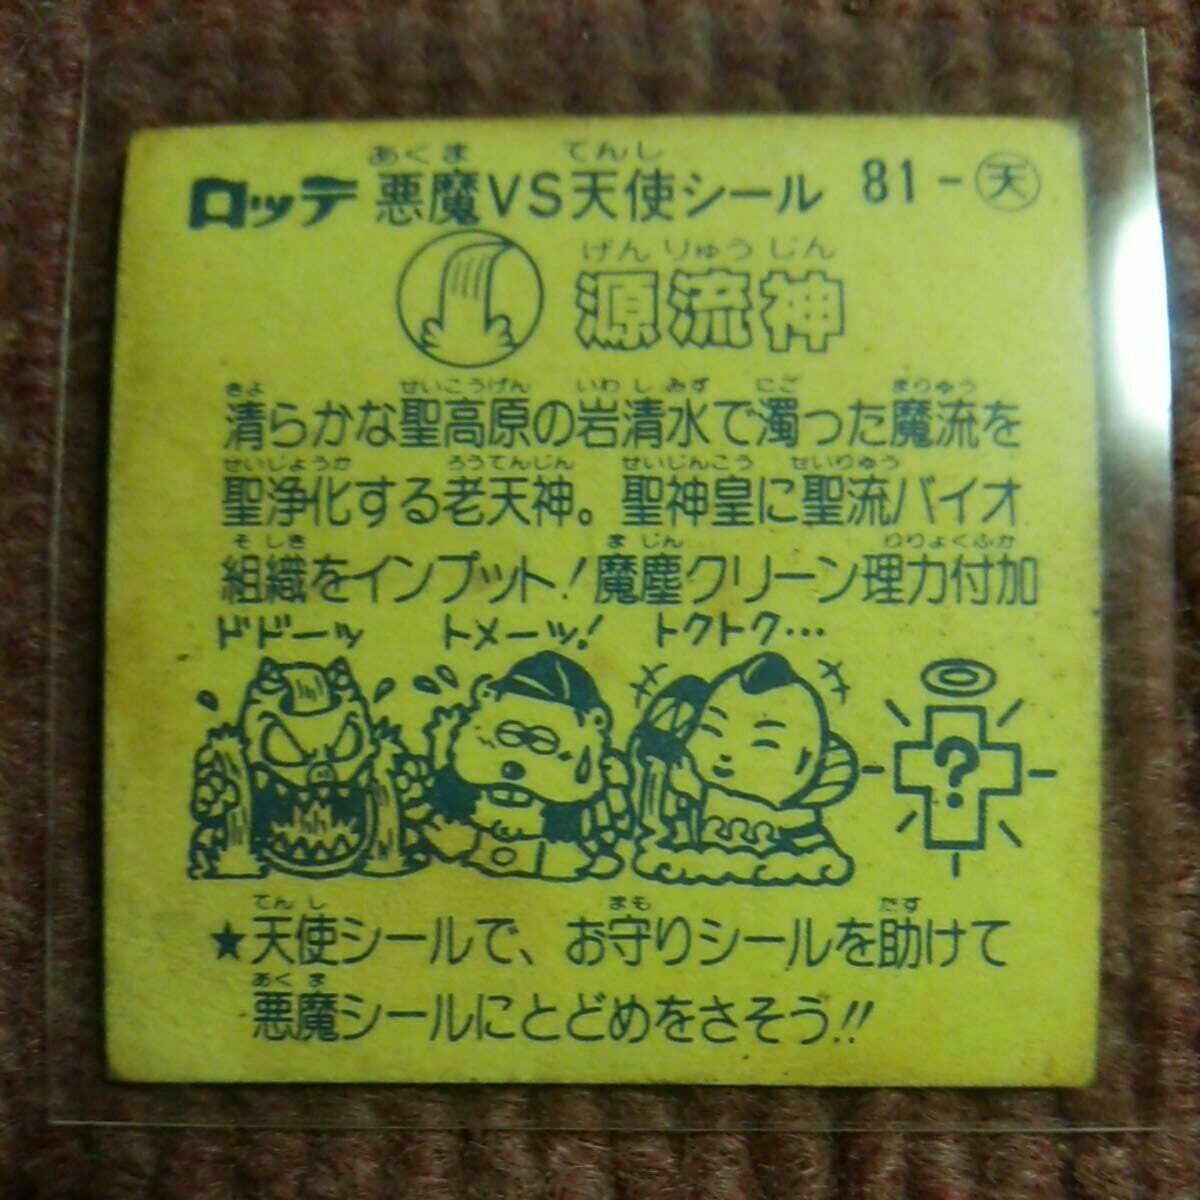 あくま てんし
ロッテ 悪魔VS天使シール 81-天
げんりゅうじん
源流神
きよ せいこうげん いわしみず にご まりゅう
清らかな聖高原の岩清水で濁った魔流を
せいじょうか ろうてんじん せいじんこう せいりゅう
聖浄化する老天神。聖神皇に聖流バイオ
そしき まじん りりょくふか
組織をインプット!魔塵クリーン理力付加
ドドーッ トメーツ! トクトク…
?
てんし まも たす
★天使シールで、お守りシールを助けて
あくま
悪魔シールにとどめをさそう!!